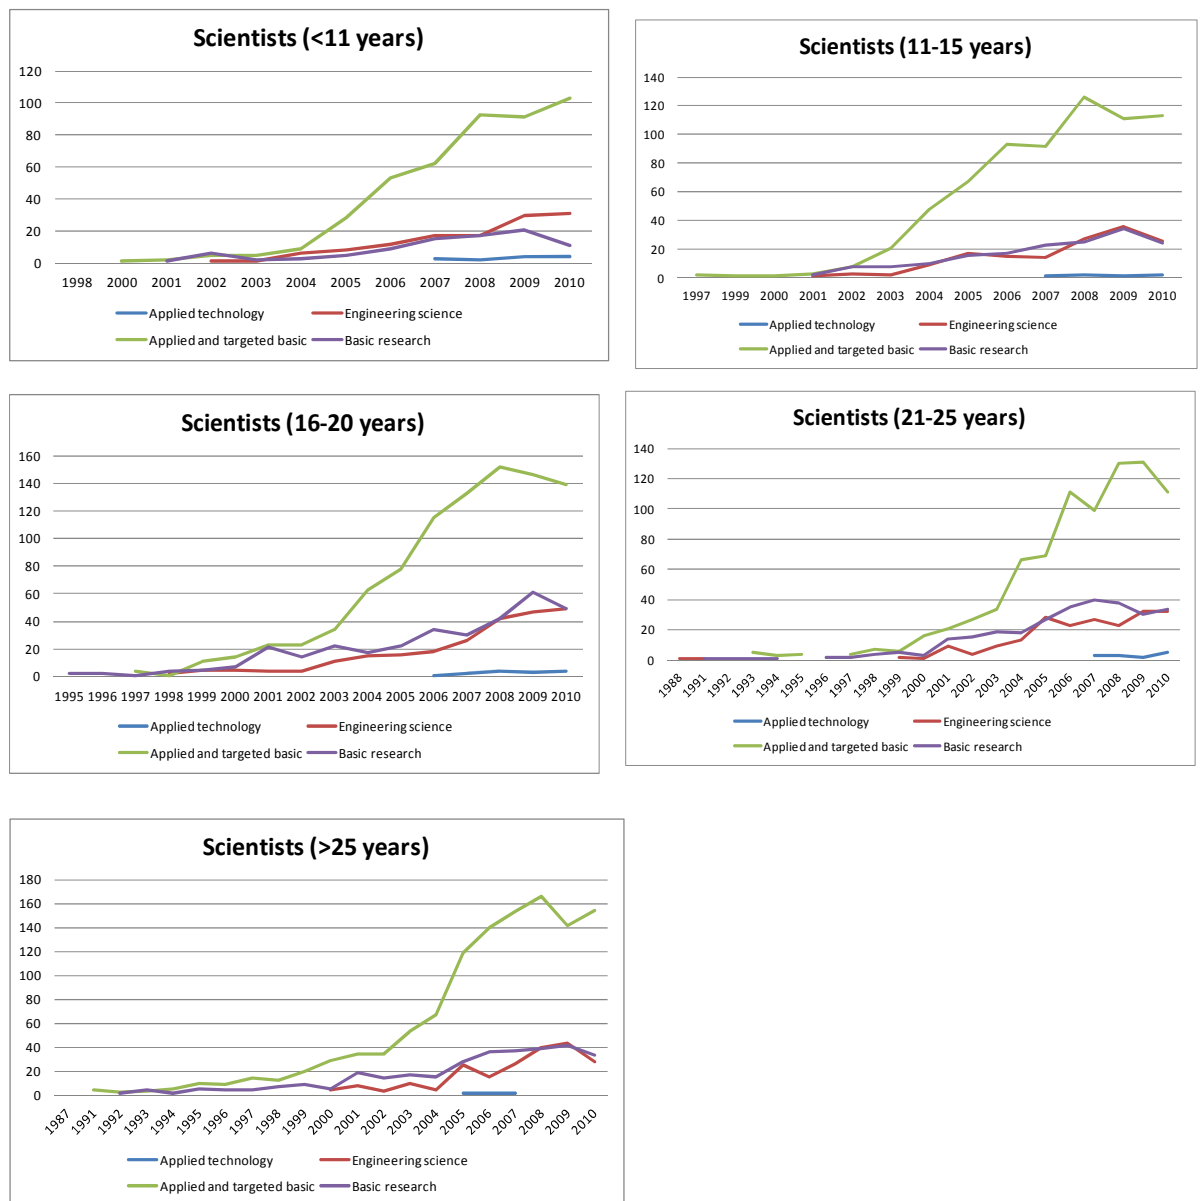 Scientists (<11 years)
120
100
80
60
40
20
0
1998 2000 2001 2002 2003 2004 2005 2006 2007 2008 2009 2010
Applied technology Engineering science
Applied and targeted basic Basic research
Scientists (11-15 years)
140
120
100
80
60
40
20
0
1997 1999 2000 2001 2002 2003 2004 2005 2006 2007 2008 2009 2010
Applied technology Engineering science
Applied and targeted basic Basic research
Scientists (16-20 years)
160
140
120
100
80
60
40
20
0
1995 1996 1997 1998 1999 2000 2001 2002 2003 2004 2005 2006 2007 2008 2009 2010
Applied technology Engineering science
Applied and targeted basic Basic research
Scientists (21-25 years)
140
120
100
80
60
40
20
0
1988 1991 1992 1993 1994 1995 1996 1997 1998 1999 2000 2001 2002 2003 2004 2005 2006 2007 2008 2009 2010
Applied technology Engineering science
Applied and targeted basic Basic research
Scientists (>25 years)
180
160
140
120
100
80
60
40
20
0
1987 1991 1992 1993 1994 1995 1996 1997 1998 1999 2000 2001 2002 2003 2004 2005 2006 2007 2008 2009 2010
Applied technology Engineering science
Applied and targeted basic Basic research